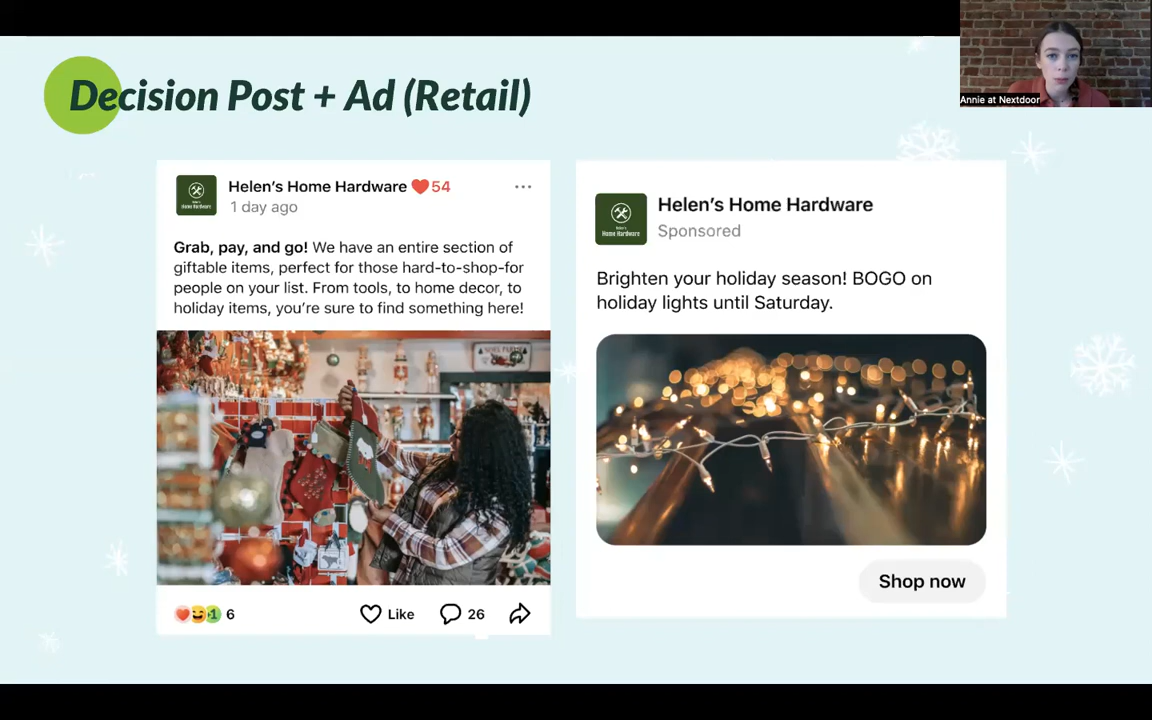 Decision Post + Ad (Retail)
Annie at Nextdoor
Helen's Home Hardware 54
1 day ago
Grab, pay, and go! We have an entire section of
giftable items, perfect for those hard-to-shop-for
people on your list. From tools, to home decor, to
holiday items, you're sure to find something here!
6
Like
26
Helen's Home Hardware
Sponsored
Helen's
Home Hardware
Brighten your holiday season! BOGO on
holiday lights until Saturday.
Shop now